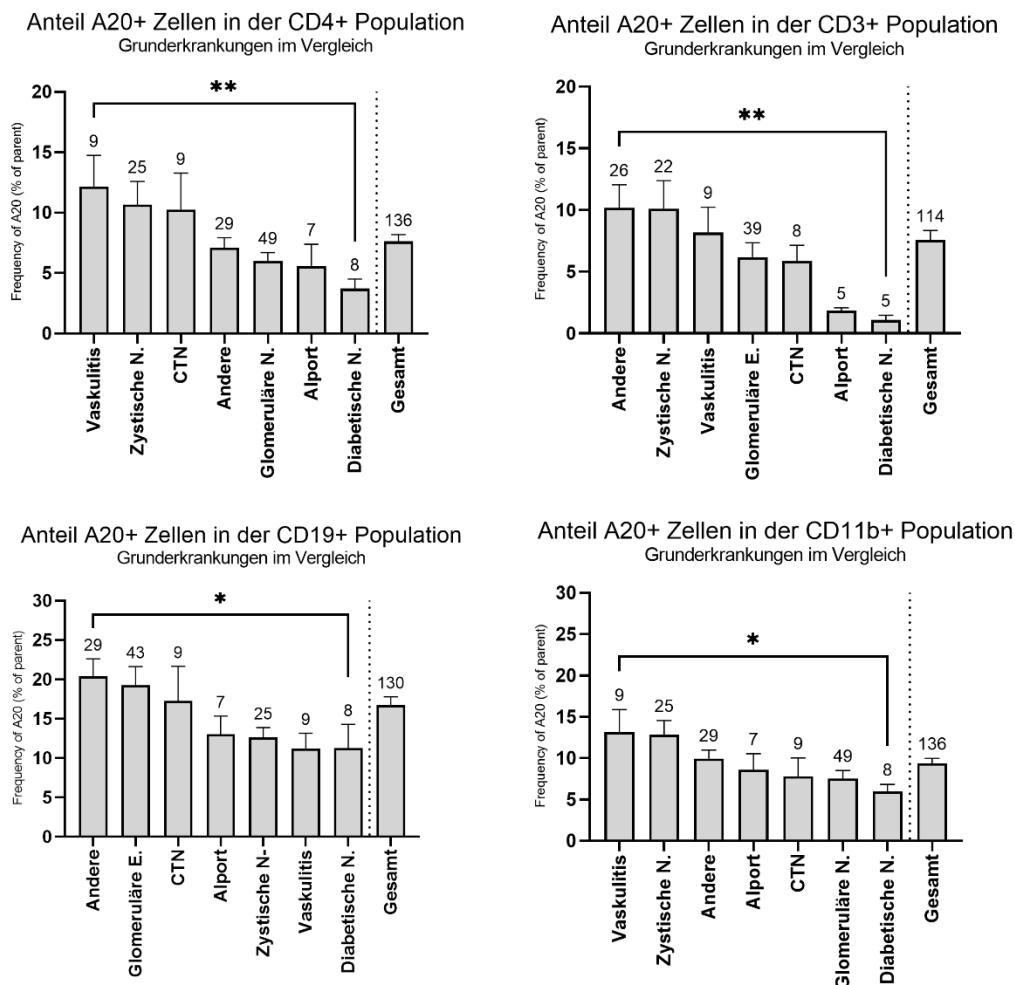 Anteil A20+ Zellen in der CD4+ Population
Grunderkrankungen im Vergleich
Frequency of A20 (% of parent)
20
15
10
5
0
**
9
25
9
29
49
7
8
136
Vaskulitis
Zystische N.
CTN
Andere
Glomeruläre N.
Alport
Diabetische N.
Gesamt
Anteil A20+ Zellen in der CD3+ Population
Grunderkrankungen im Vergleich
Frequency of A20 (% of parent)
20
15
10
5
0
**
26
22
9
39
8
5
5
114
Andere
Zystische N.
Vaskulitis
Glomeruläre E.
CTN
Alport
Diabetische N.
Gesamt
Anteil A20+ Zellen in der CD19+ Population
Grunderkrankungen im Vergleich
Frequency of A20 (% of parent)
30
25
20
15
10
5
0
*
29
43
9
7
25
9
8
130
Andere
Glomeruläre E.
CTN
Alport
Zystische N-
Vaskulitis
Diabetische N.
Gesamt
Anteil A20+ Zellen in der CD11b+ Population
Grunderkrankungen im Vergleich
Frequency of A20 (% of parent)
30
25
20
15
10
5
0
*
9
25
29
7
9
49
8
136
Vaskulitis
Zystische N.
Andere
Alport
CTN
Glomeruläre N.
Diabetische N.
Gesamt